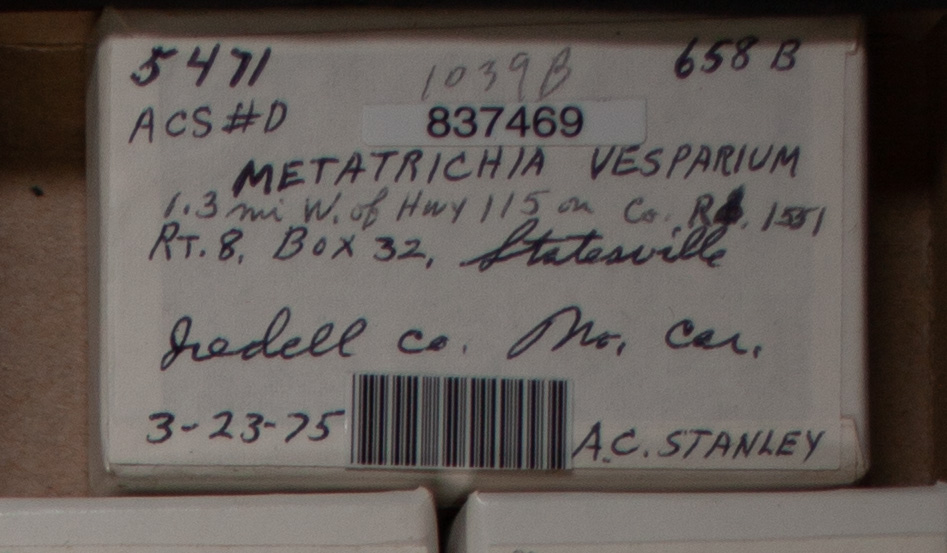 5471 1039B 658 B
ACS #D 837469
METATRICHIA VESPARIUM
1.3 mi W. of Hwy 115 on Co. Rd. 1551
RT. 8, BOX 32, Statesville
Iredell co. No. Car.
3-23-75 A.C. STANLEY